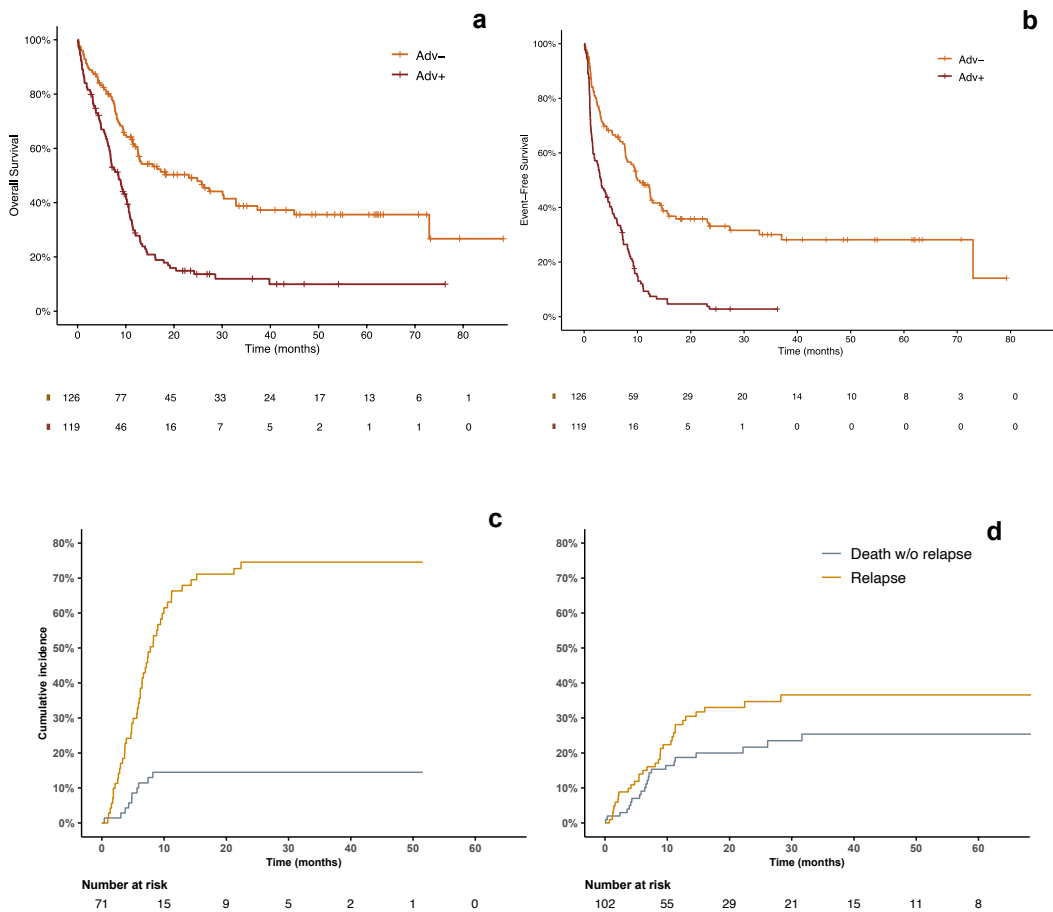 a
100%
80%
60%
40%
20%
0%
Overall Survival
Adv−
Adv+
0 10 20 30 40 50 60 70 80
Time (months)
126 77 45 33 24 17 13 6 1
119 46 16 7 5 2 1 1 0
b
100%
80%
60%
40%
20%
0%
Event−Free Survival
Adv−
Adv+
0 10 20 30 40 50 60 70 80
Time (months)
126 59 29 20 14 10 8 3 0
119 16 5 1 0 0 0 0 0
c
80%
70%
60%
50%
40%
30%
20%
10%
0%
Cumulative incidence
0 10 20 30 40 50 60
Time (months)
Number at risk
71 15 9 5 2 1 0
d
80%
70%
60%
50%
40%
30%
20%
10%
0%
Death w/o relapse
Relapse
0 10 20 30 40 50 60
Time (months)
Number at risk
102 55 29 21 15 11 8